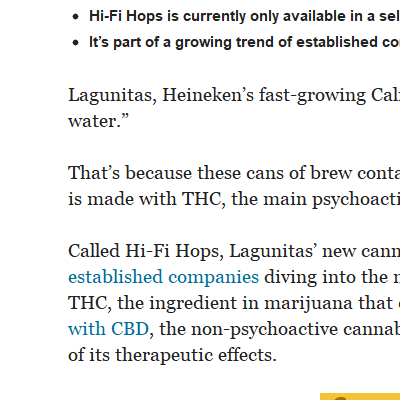 Hi-Fi Hops is currently only available in a sel
It’s part of a growing trend of established co
Lagunitas, Heineken’s fast-growing Cali
water.”
That’s because these cans of brew conta
is made with THC, the main psychoacti
Called Hi-Fi Hops, Lagunitas’ new cann
established companies diving into the
THC, the ingredient in marijuana that
with CBD, the non-psychoactive cannab
of its therapeutic effects.